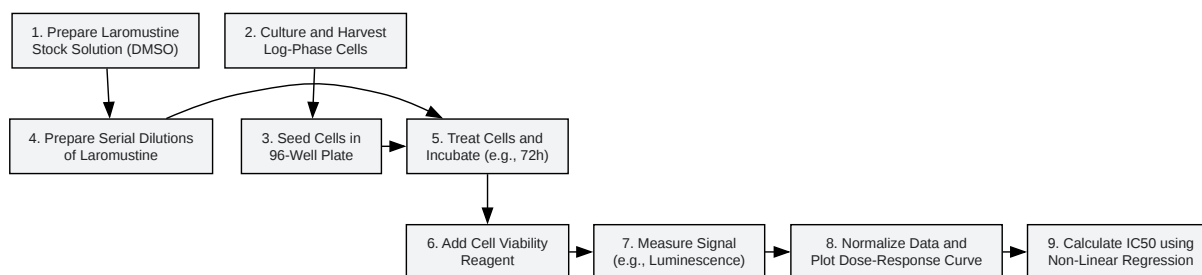 1. Prepare Laromustine
Stock Solution (DMSO)
2. Culture and Harvest
Log-Phase Cells
4. Prepare Serial Dilutions
of Laromustine
3. Seed Cells in
96-Well Plate
5. Treat Cells and
Incubate (e.g., 72h)
6. Add Cell Viability
Reagent
7. Measure Signal
(e.g., Luminescence)
8. Normalize Data and
Plot Dose-Response Curve
9. Calculate IC50 using
Non-Linear Regression